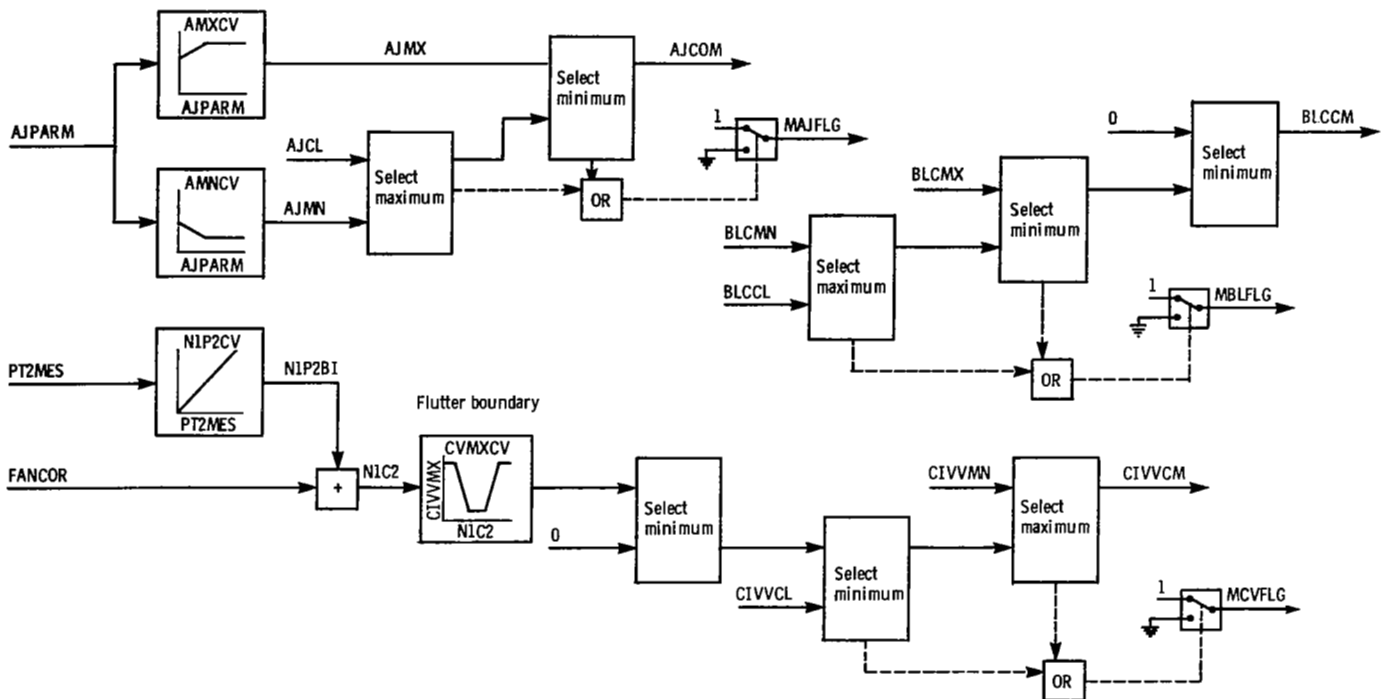 AMXCV
AJPARM
AJPARM
AJMX
Select
minimum
AJCOM
AJCL
Select
maximum
AMNCV
AJPARM
AJMN
OR
1
MAJFLG
0
Select
minimum
BLCCM
BLCMX
Select
minimum
BLCMN
BLCCL
Select
maximum
OR
1
MBLFLG
PT2MES
N1P2CV
PT2MES
N1P2BI
FANCOR
+
N1C2
Flutter boundary
CVMXCV
CIVVMX
N1C2
0
Select
minimum
CIVVCL
Select
minimum
CIVVMN
Select
maximum
CIVVCM
OR
1
MCVFLG